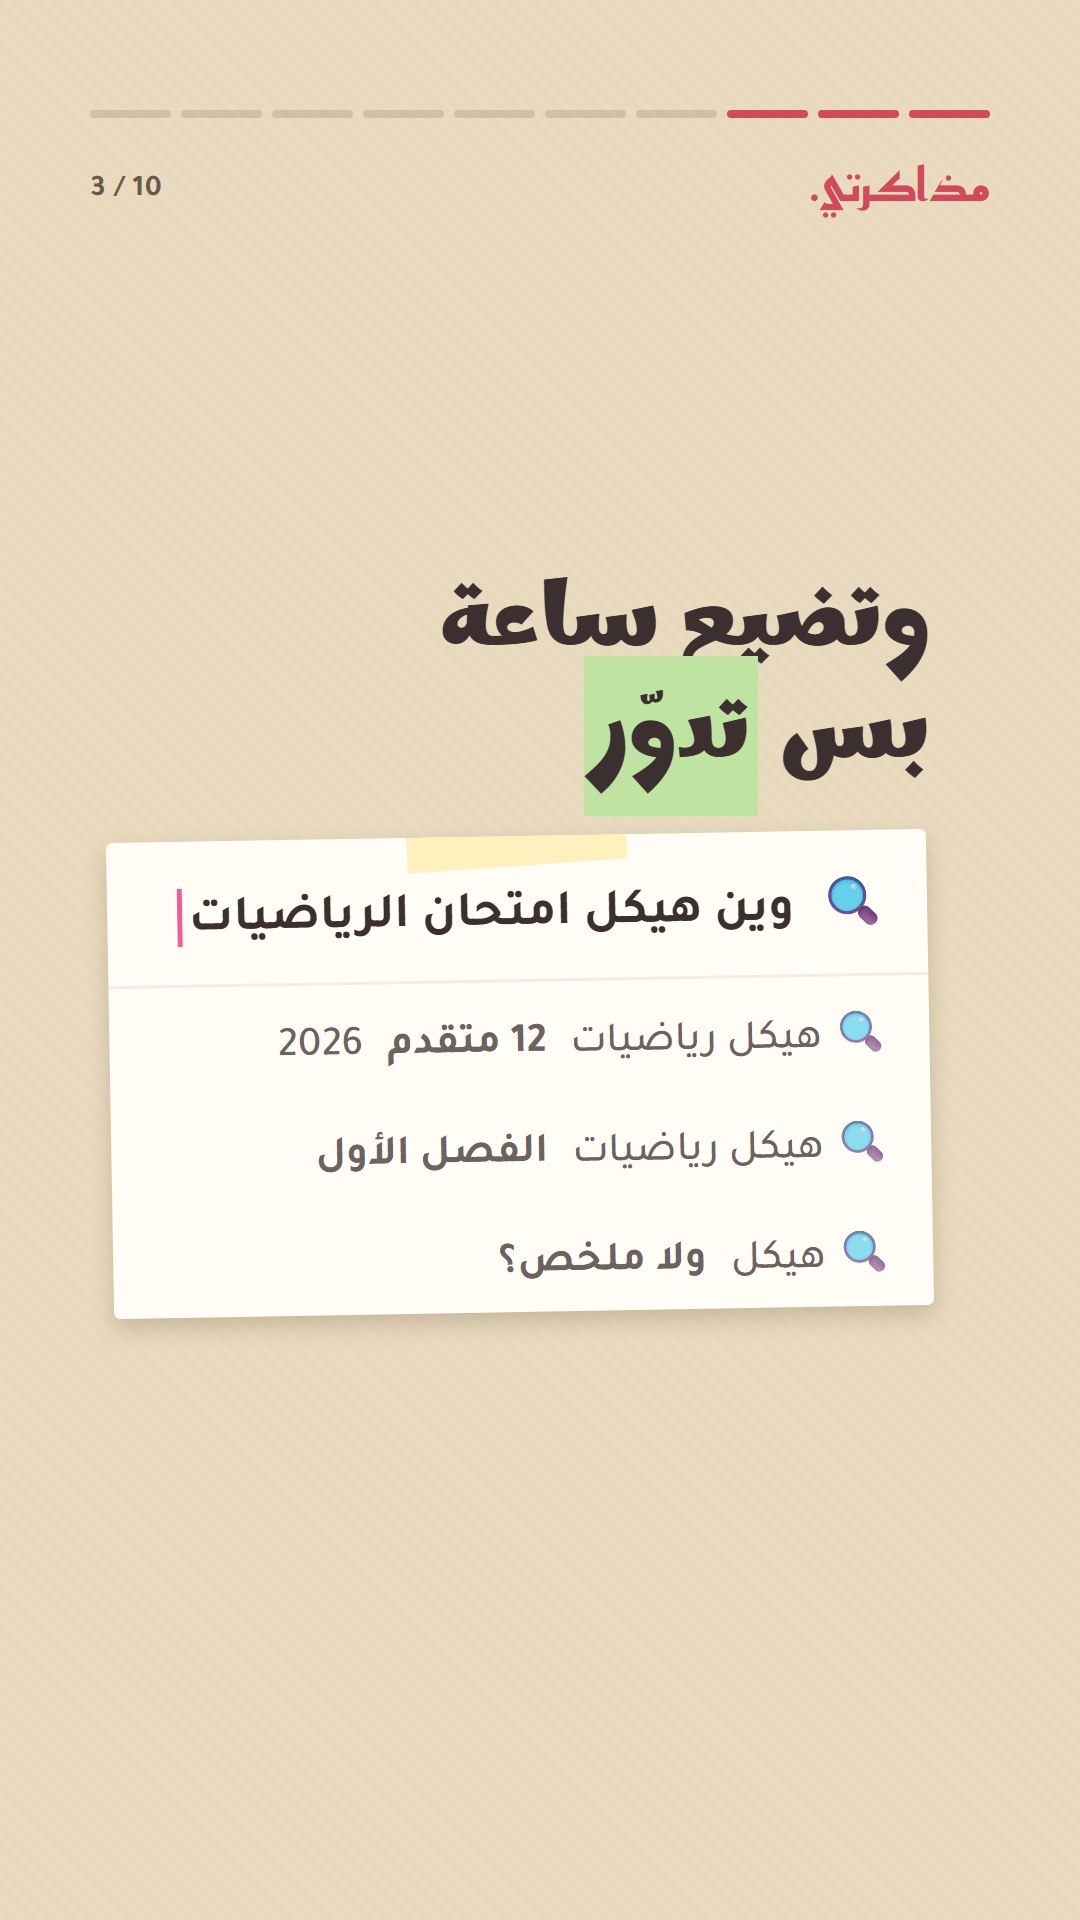 مذاكرتي.
3 / 10
وتضيع ساعة
بس تدوّر
وين هيكل امتحان الرياضيات
هيكل رياضيات 12 متقدم 2026
هيكل رياضيات الفصل الأول
هيكل ولا ملخص؟